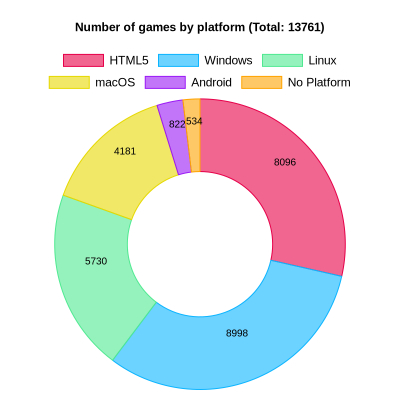 Number of games by platform (Total: 13761)
HTML5 Windows Linux
macOS Android No Platform
822 534
4181 8096
5730
8998